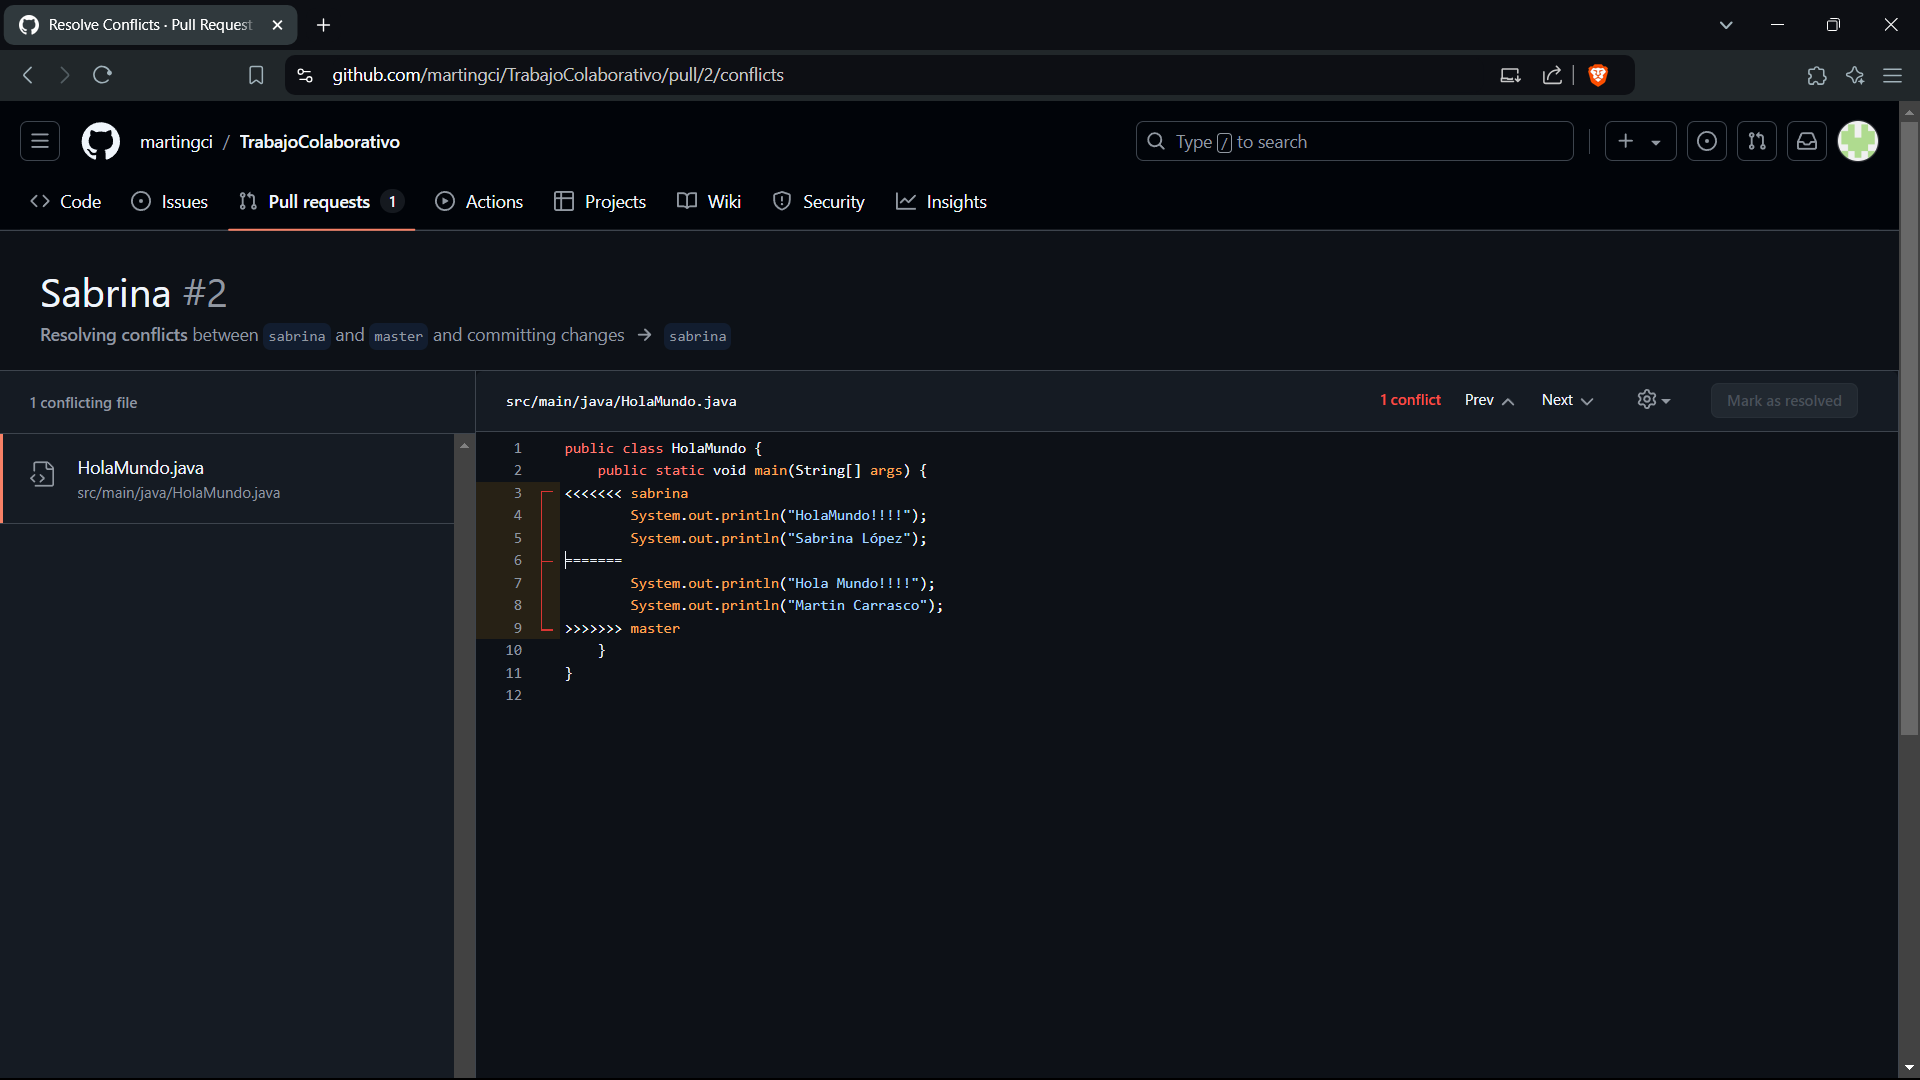 Resolve Conflicts · Pull Request
github.com/martingci/TrabajoColaborativo/pull/2/conflicts
martingci / TrabajoColaborativo
Type / to search
Code
Issues
Pull requests 1
Actions
Projects
Wiki
Security
Insights
Sabrina #2
Resolving conflicts between sabrina and master and committing changes → sabrina
1 conflicting file
src/main/java/HolaMundo.java
1 conflict
Prev
Next
Mark as resolved
HolaMundo.java
src/main/java/HolaMundo.java
1 public class HolaMundo {
2 public static void main(String[] args) {
3 <<<<<<< sabrina
4 System.out.println("HolaMundo!!!!");
5 System.out.println("Sabrina López");
6 =======
7 System.out.println("Hola Mundo!!!!");
8 System.out.println("Martin Carrasco");
9 >>>>>>> master
10 }
11 }
12